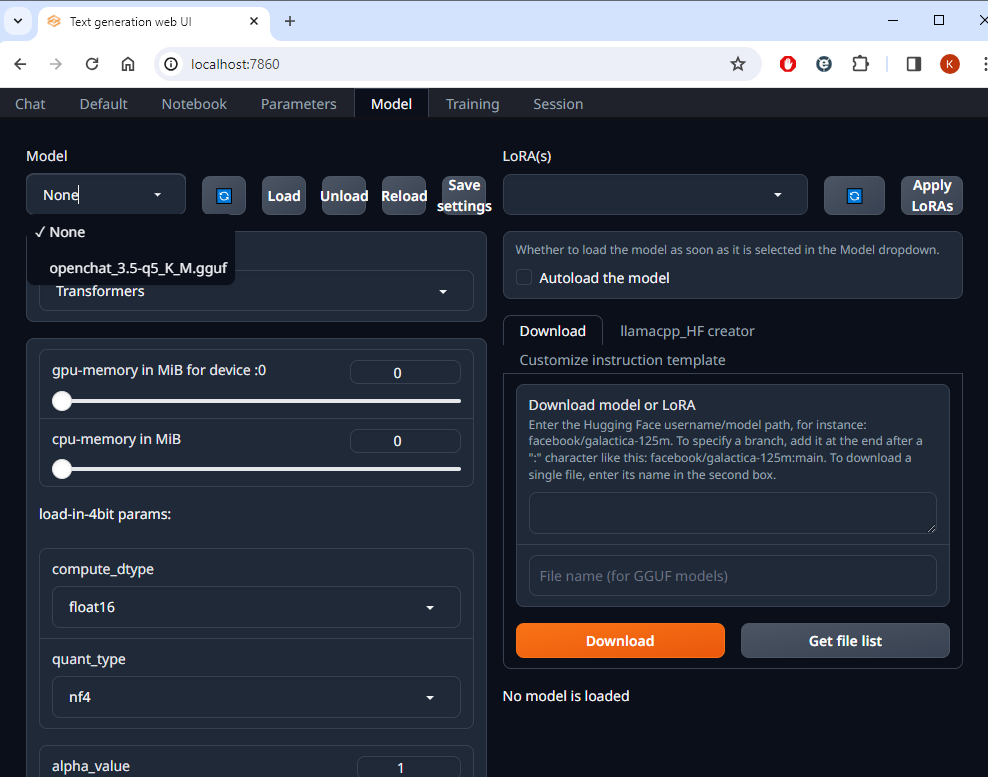 Text generation web UI
localhost:7860
K
Chat Default Notebook Parameters Model Training Session
Model
None
Load Unload Reload Save settings
✓ None
openchat_3.5-q5_K_M.gguf
Transformers
gpu-memory in MiB for device :0
0
cpu-memory in MiB
0
load-in-4bit params:
compute_dtype
float16
quant_type
nf4
alpha_value
1
LoRA(s)
Apply
LoRAs
Whether to load the model as soon as it is selected in the Model dropdown.
Autoload the model
Download llamacpp_HF creator
Customize instruction template
Download model or LoRA
Enter the Hugging Face username/model path, for instance:
facebook/galactica-125m. To specify a branch, add it at the end after a
":" character like this: facebook/galactica-125m:main. To download a
single file, enter its name in the second box.
File name (for GGUF models)
Download Get file list
No model is loaded